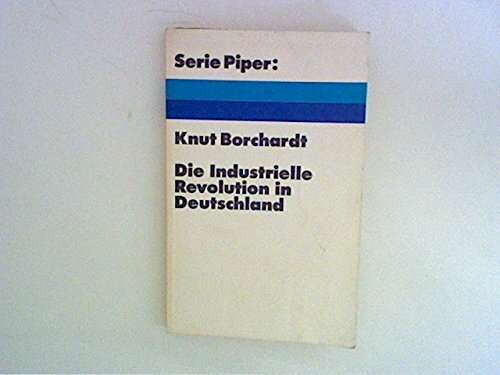 Serie Piper:
Knut Borchardt
Die Industrielle
Revolution in
Deutschland